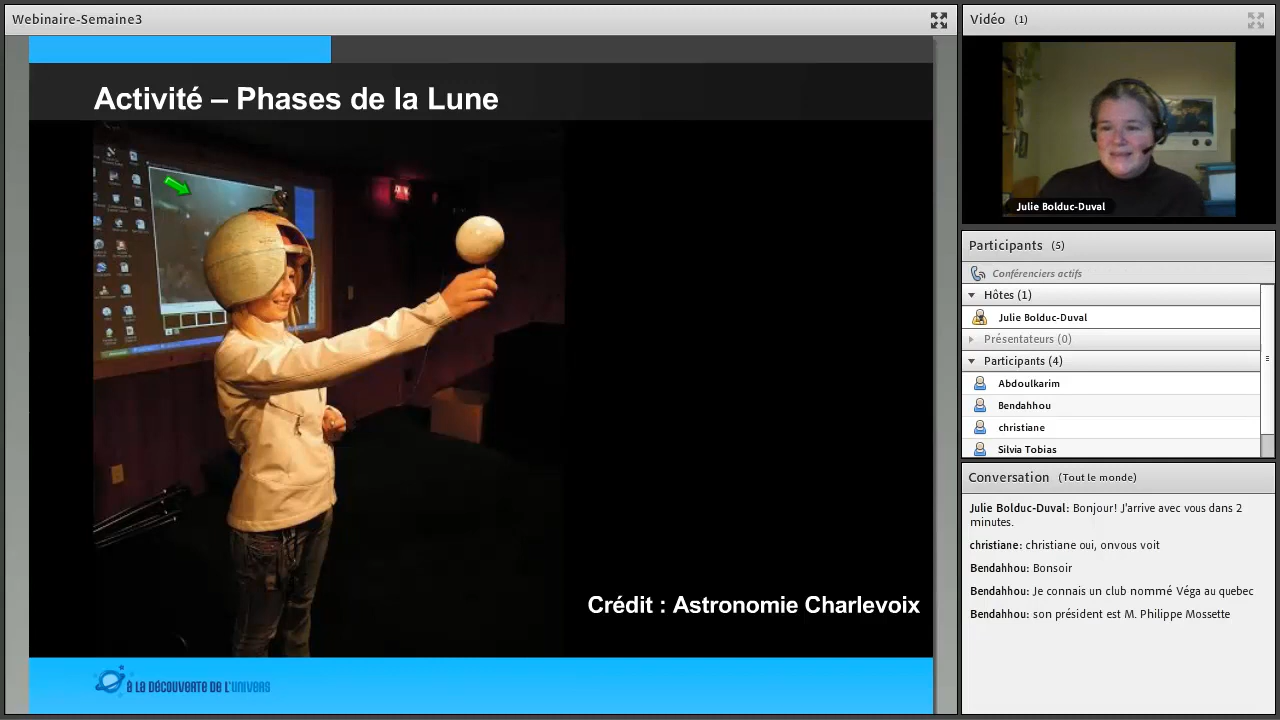 Webinaire-Semaine3
Activité – Phases de la Lune
Crédit : Astronomie Charlevoix
À LA DÉCOUVERTE DE L'UNIVERS
Vidéo (1)
Julie Bolduc-Duval
Participants (5)
Conférenciers actifs
Hôtes (1)
Julie Bolduc-Duval
Présentateurs (0)
Participants (4)
Abdoulkarim
Bendahhou
christiane
Silvia Tobias
Conversation (Tout le monde)
Julie Bolduc-Duval: Bonjour! J'arrive avec vous dans 2
minutes.
christiane: christiane oui, onvous voit
Bendahhou: Bonsoir
Bendahhou: Je connais un club nommé Véga au quebec
Bendahhou: son président est M. Philippe Mossette